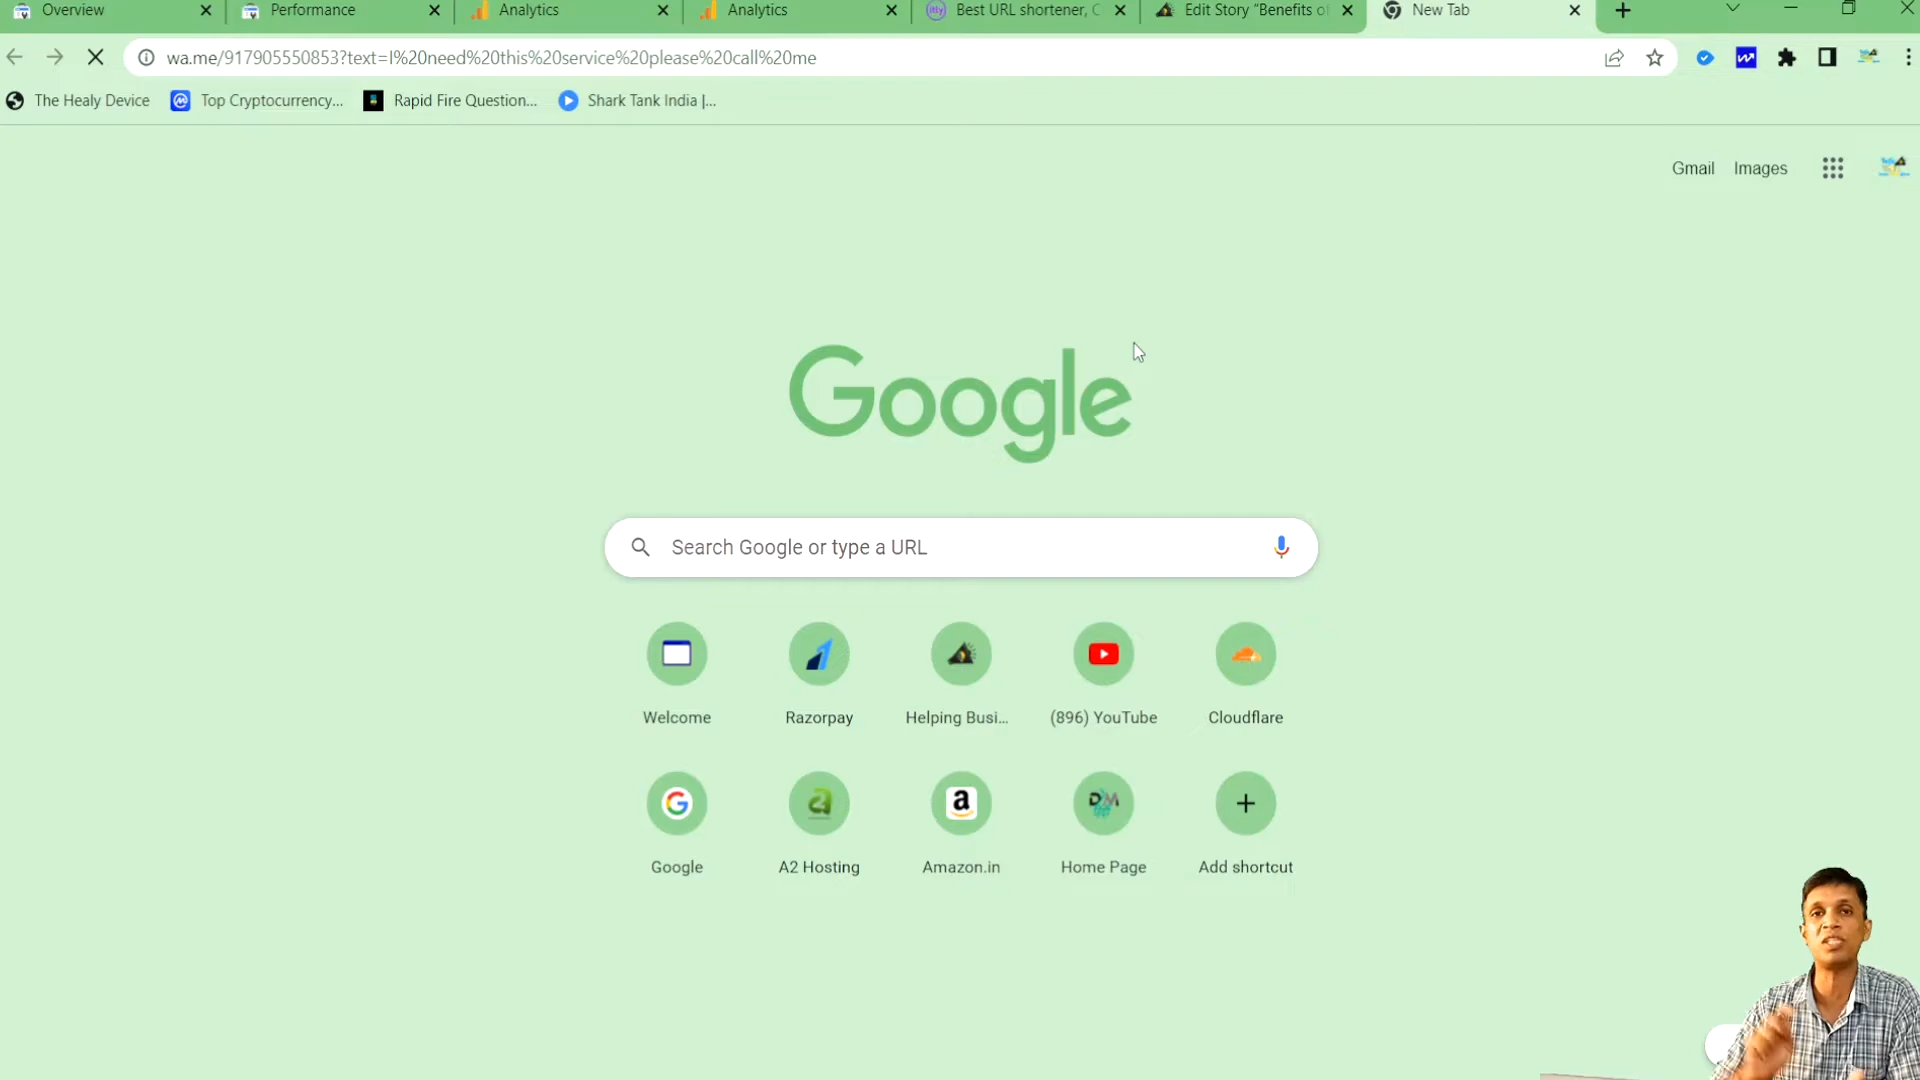 Overview
Performance
Analytics
Analytics
Best URL shortener, C
Edit Story "Benefits of
New Tab
wa.me/917905550853?text=I%20need%20this%20service%20please%20call%20me
The Healy Device
Top Cryptocurrency...
Rapid Fire Question...
Shark Tank India |...
Gmail Images
Google
Search Google or type a URL
Welcome
Razorpay
Helping Busi...
(896) YouTube
Cloudflare
Google
A2 Hosting
Amazon.in
Home Page
Add shortcut